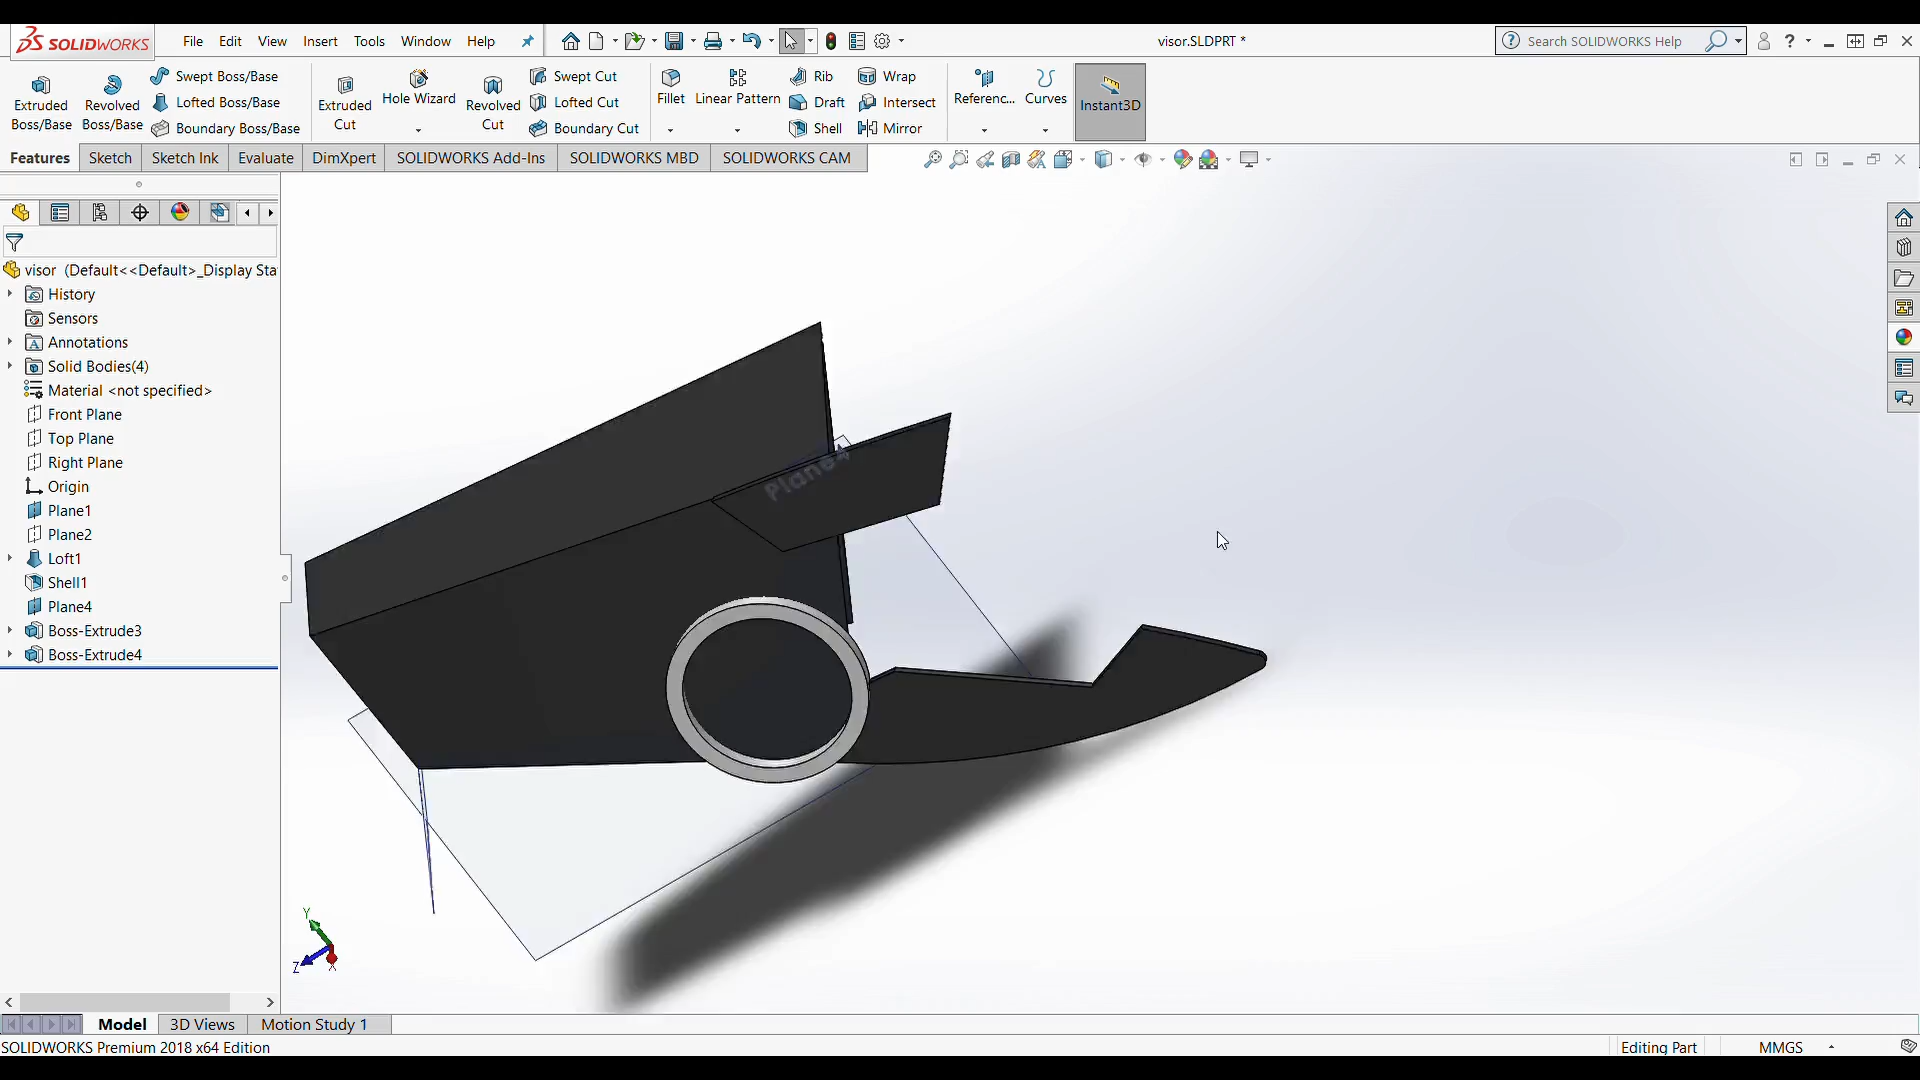 SOLIDWORKS File Edit View Insert Tools Window Help visor.SLDPRT * Search SOLIDWORKS Help ?
Extruded Boss/Base
Revolved Boss/Base
Swept Boss/Base
Lofted Boss/Base
Boundary Boss/Base
Extruded Cut
Hole Wizard
Revolved Cut
Swept Cut
Lofted Cut
Boundary Cut
Fillet
Linear Pattern
Rib
Draft
Shell
Wrap
Intersect
Mirror
Referenc...
Curves
Instant3D
Features Sketch Sketch Ink Evaluate DimXpert SOLIDWORKS Add-Ins SOLIDWORKS MBD SOLIDWORKS CAM
visor (Default<<Default>_Display Sta
History
Sensors
Annotations
Solid Bodies(4)
Material <not specified>
Front Plane
Top Plane
Right Plane
Origin
Plane1
Plane2
Loft1
Shell1
Plane4
Boss-Extrude3
Boss-Extrude4
Plane4
Y
Z
X
Model 3D Views Motion Study 1
SOLIDWORKS Premium 2018 x64 Edition Editing Part MMGS